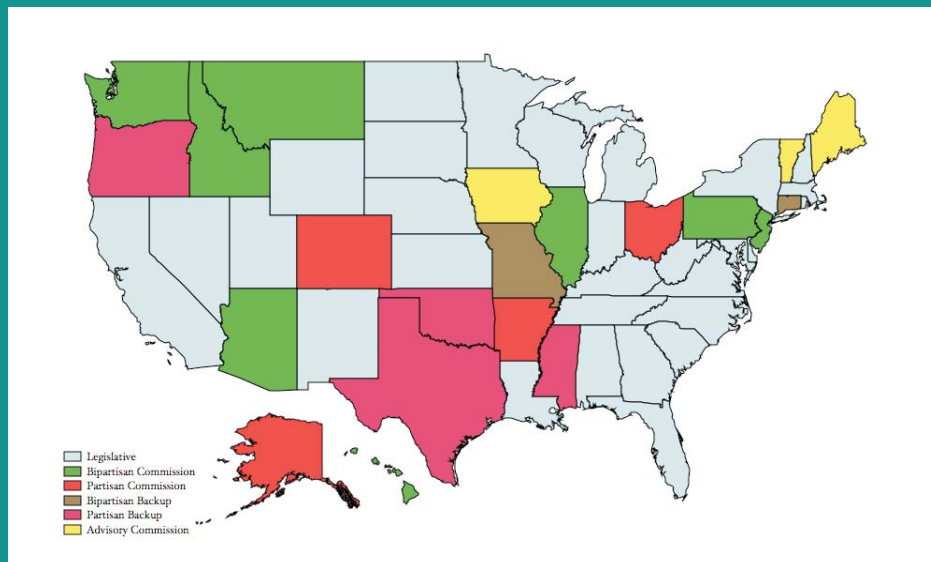 Legislative
Bipartisan Commission
Partisan Commission
Bipartisan Backup
Partisan Backup
Advisory Commission